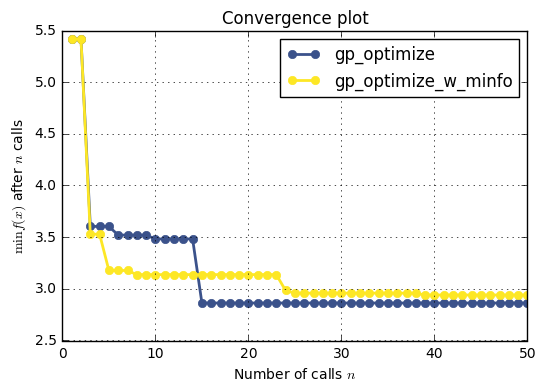 Convergence plot
gp_optimize
gp_optimize_w_minfo
min f(x) after n calls
5.5
5.0
4.5
4.0
3.5
3.0
2.5
0 10 20 30 40 50
Number of calls n